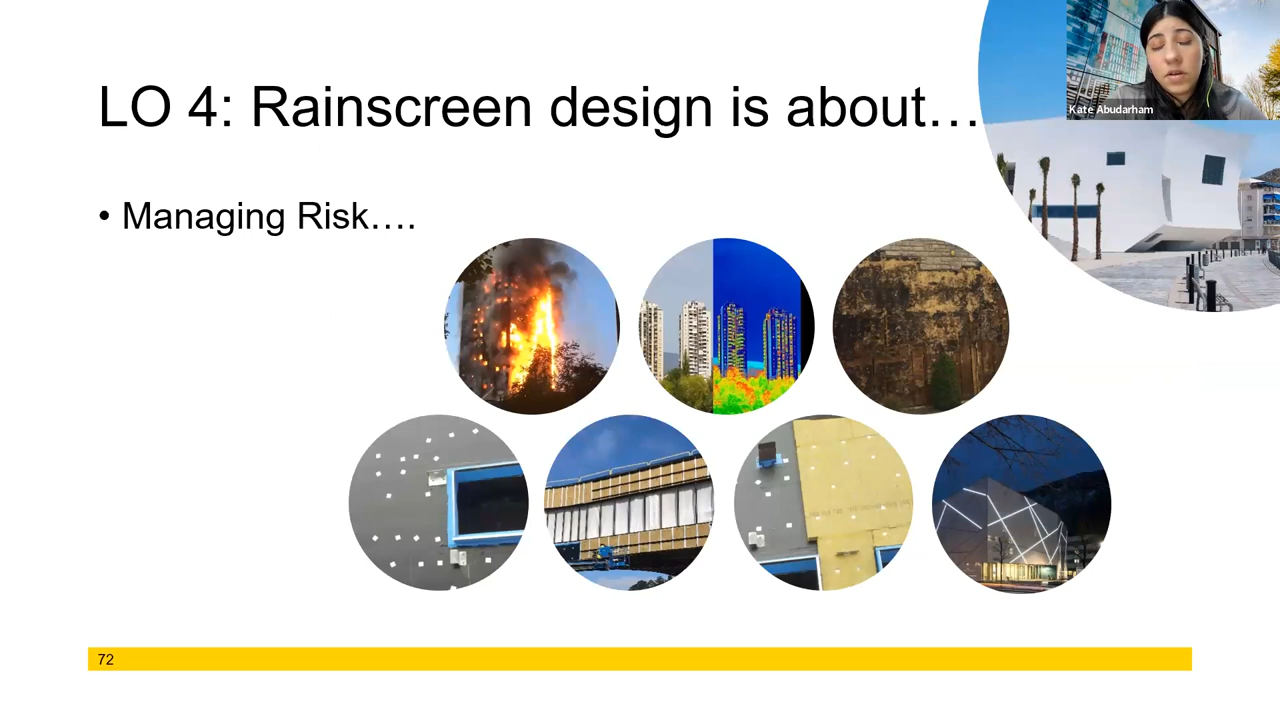 LO 4: Rainscreen design is about…
Kate Abudarham
• Managing Risk….
72